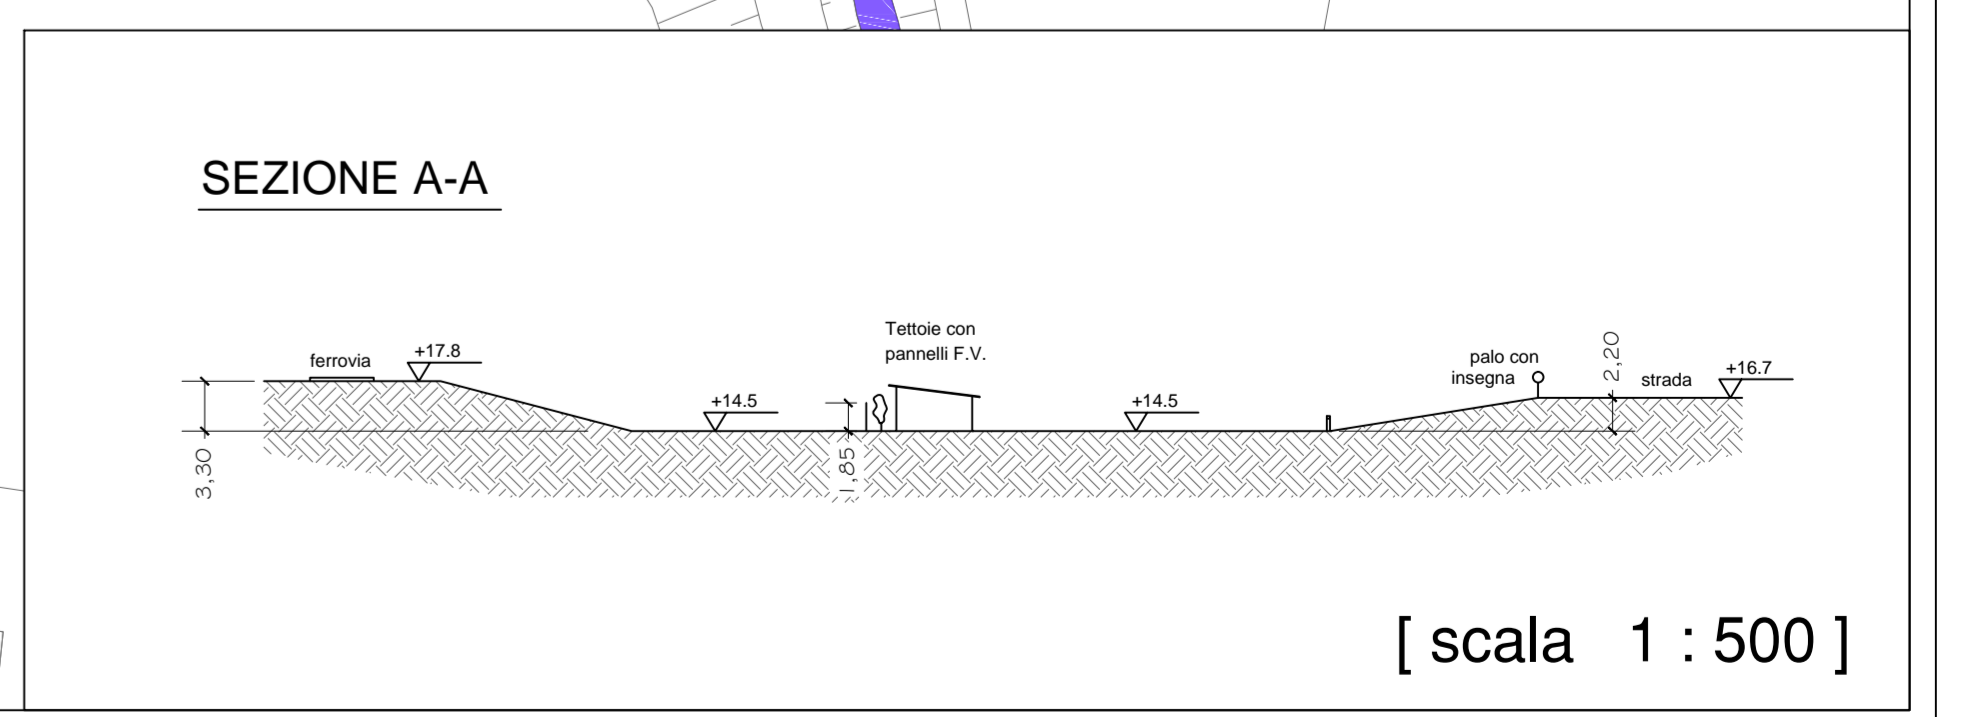 SEZIONE A-A
Tettoie con
pannelli F.V.
ferrovia
+17.8
+14.5
+14.5
palo con
insegna
2,20
strada
+16.7
3,30
1,85
[ scala 1 : 500 ]